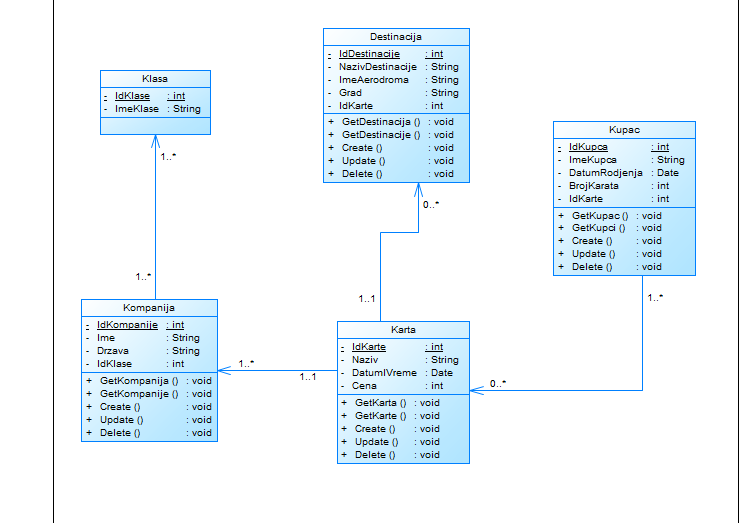 Destinacija
- IdDestinacije : int
- NazivDestinacije : String
- ImeAerodroma : String
- Grad : String
- IdKarte : int
+ GetDestinacija () : void
+ GetDestinacije () : void
+ Create () : void
+ Update () : void
+ Delete () : void
Klasa
- IdKlase : int
- ImeKlase : String
1..*
1..*
0..*
1..1
Kupac
- IdKupca : int
- ImeKupca : String
- DatumRodjenja : Date
- BrojKarata : int
- IdKarte : int
+ GetKupac () : void
+ GetKupci () : void
+ Create () : void
+ Update () : void
+ Delete () : void
1..*
0..*
Kompanija
- IdKompanije : int
- Ime : String
- Drzava : String
- IdKlase : int
+ GetKompanija () : void
+ GetKompanije () : void
+ Create () : void
+ Update () : void
+ Delete () : void
1..*
1..1
Karta
- IdKarte : int
- Naziv : String
- DatumIVreme : Date
- Cena : int
+ GetKarta () : void
+ GetKarte () : void
+ Create () : void
+ Update () : void
+ Delete () : void